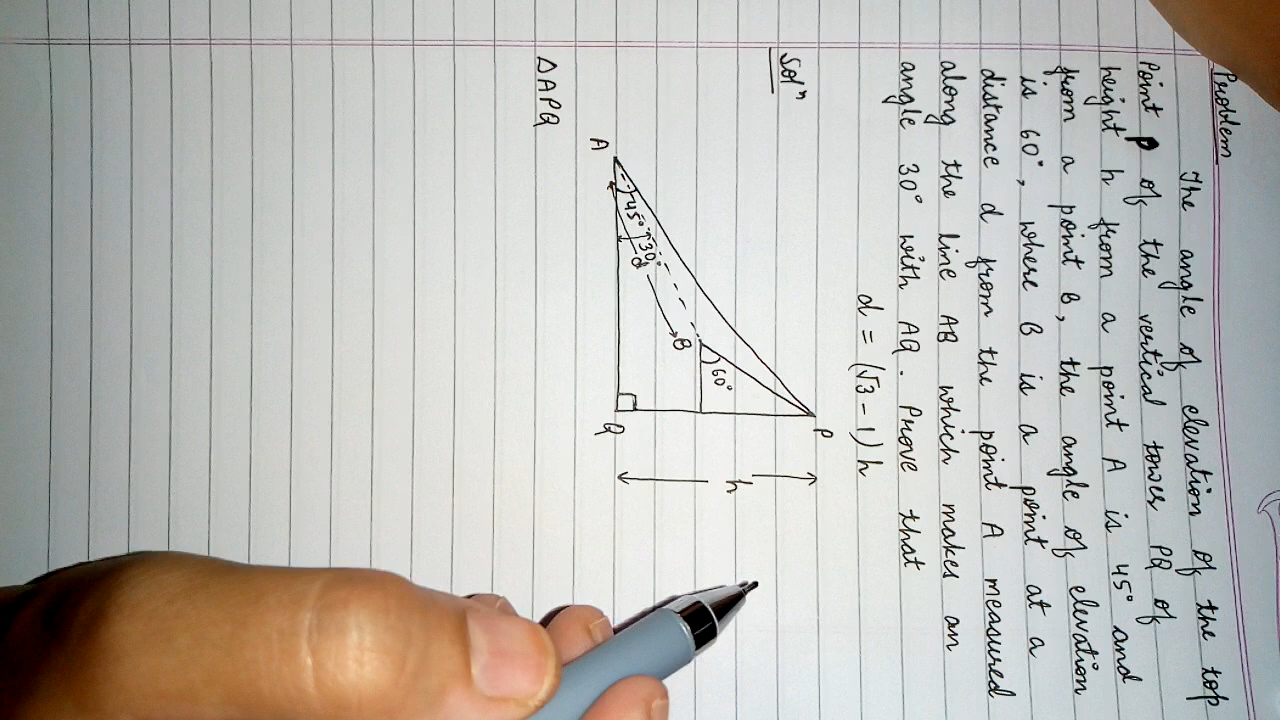 Problem
The angle of elevation of the top
Point P of the vertical tower PQ of
height h from a point A is 45° and
from a point B, the angle of elevation
is 60°, where B is a point at a
distance d from the point A measured
along the line AB which makes an
angle 30° with AQ. Prove that
d = (√3 - 1) h
Solⁿ
P
60°
h
B
45°
30°
d
A
Q
ΔAPQ